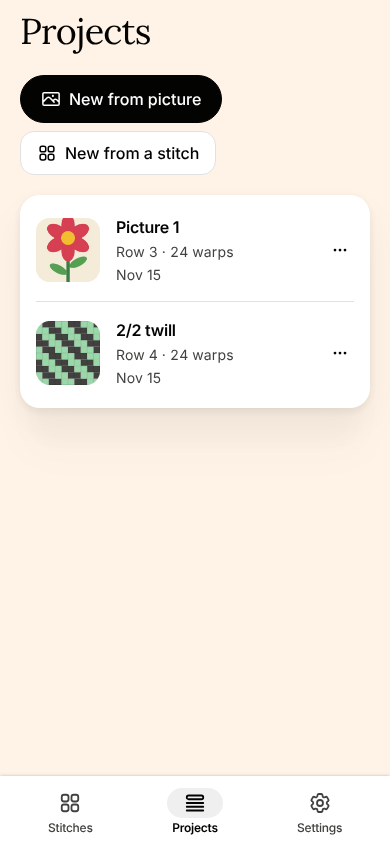 Projects
New from picture
New from a stitch
Picture 1
Row 3 · 24 warps
Nov 15
2/2 twill
Row 4 · 24 warps
Nov 15
Stitches
Projects
Settings